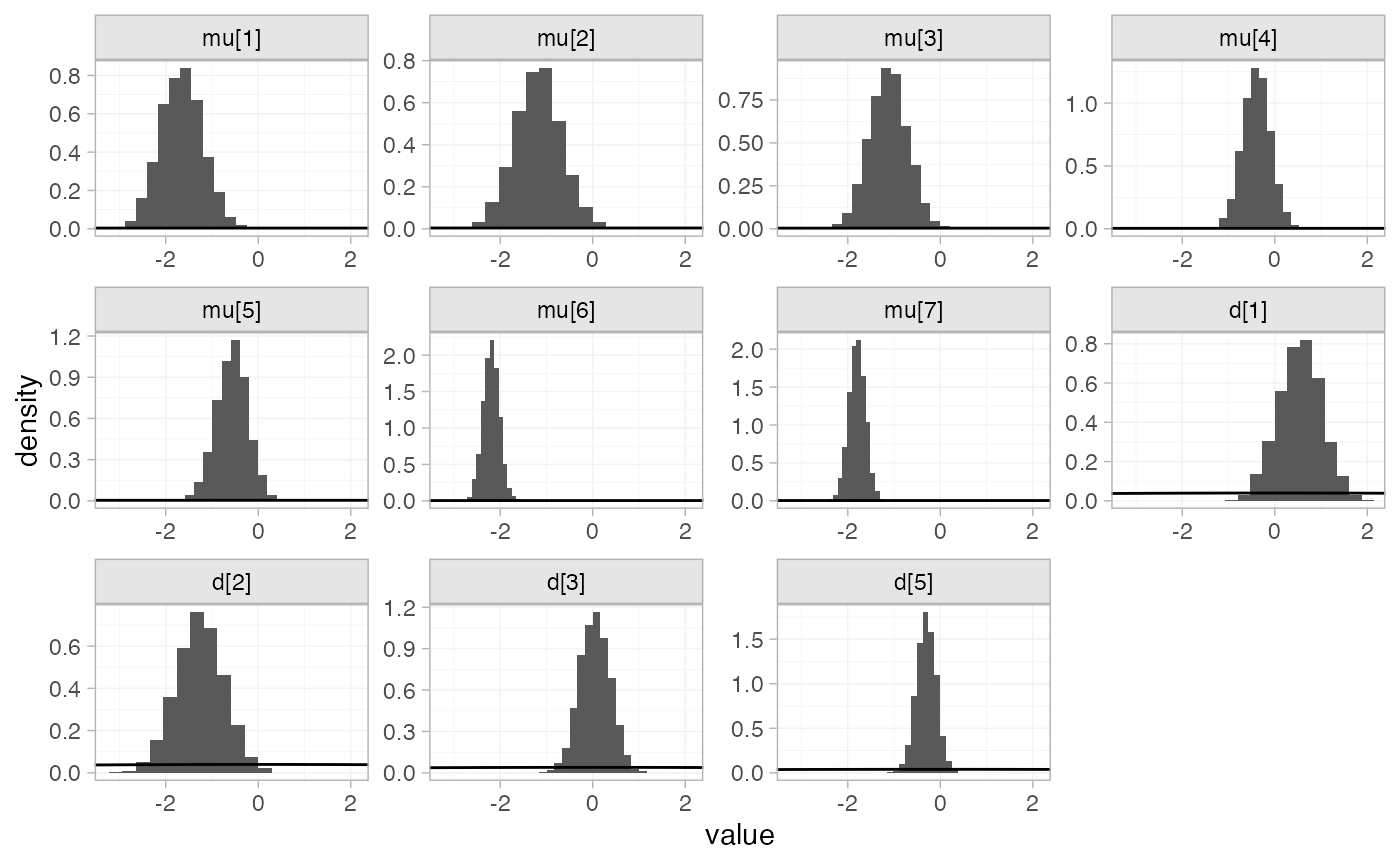 mu[1] mu[2] mu[3] mu[4]
0.8 0.6 0.4 0.2 0.0
0.8 0.6 0.4 0.2 0.0
0.75 0.50 0.25 0.00
1.0 0.5 0.0
-2 0 2 -2 0 2 -2 0 2 -2 0 2
mu[5] mu[6] mu[7] d[1]
density
1.2 0.9 0.6 0.3 0.0
2.0 1.5 1.0 0.5 0.0
2.0 1.5 1.0 0.5 0.0
0.8 0.6 0.4 0.2 0.0
-2 0 2 -2 0 2 -2 0 2 -2 0 2
d[2] d[3] d[5]
0.6 0.4 0.2 0.0
1.2 0.9 0.6 0.3 0.0
1.5 1.0 0.5 0.0
-2 0 2 -2 0 2 -2 0 2
value